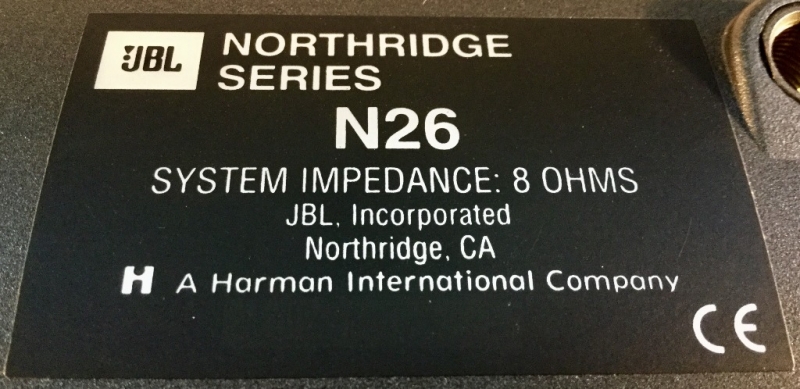 JBL
NORTHRIDGE
SERIES
N26
SYSTEM IMPEDANCE: 8 OHMS
JBL, Incorporated
Northridge, CA
H A Harman International Company
CE